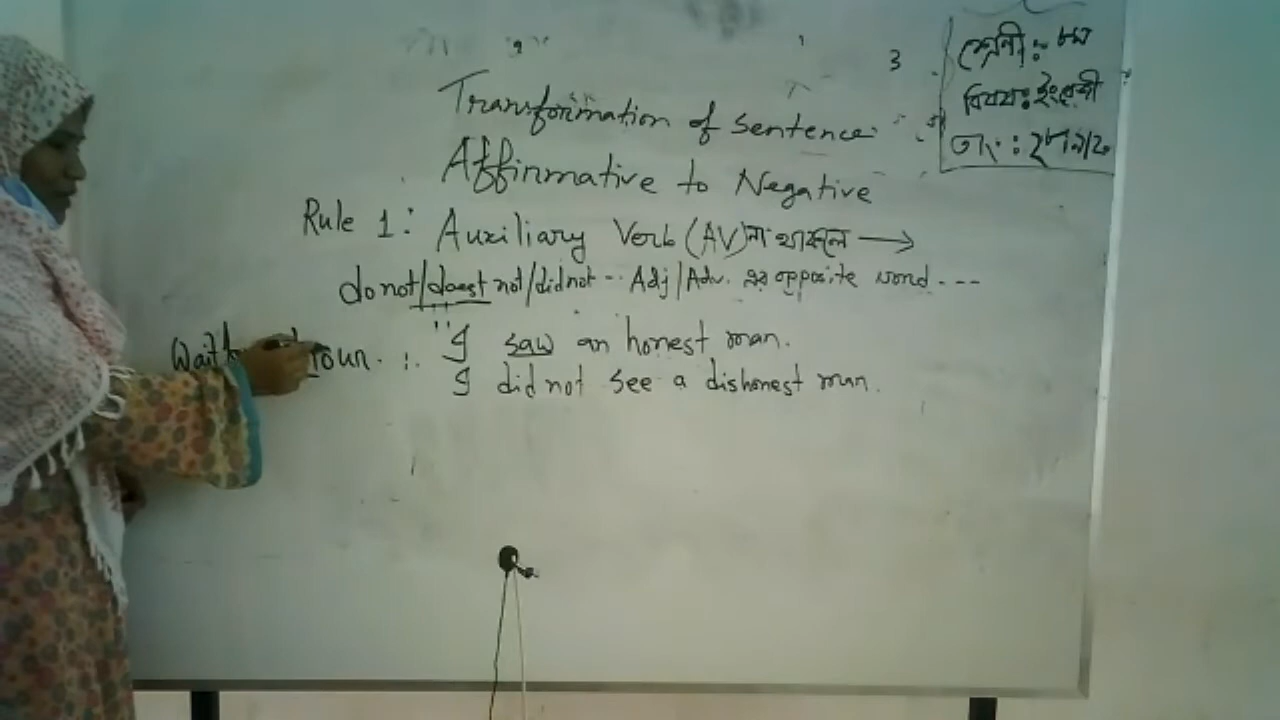 শ্রেনী: ৮ম
বিষয়: ইংরেজী
তাং:
3
Transformation of Sentence:
Affirmative to Negative
Rule 1: Auxiliary Verb (AV) না থাকলে →
do not/doest not/did not -- Adj/Adv. এর opposite word ---
"I saw an honest man.
I did not see a dishonest man.